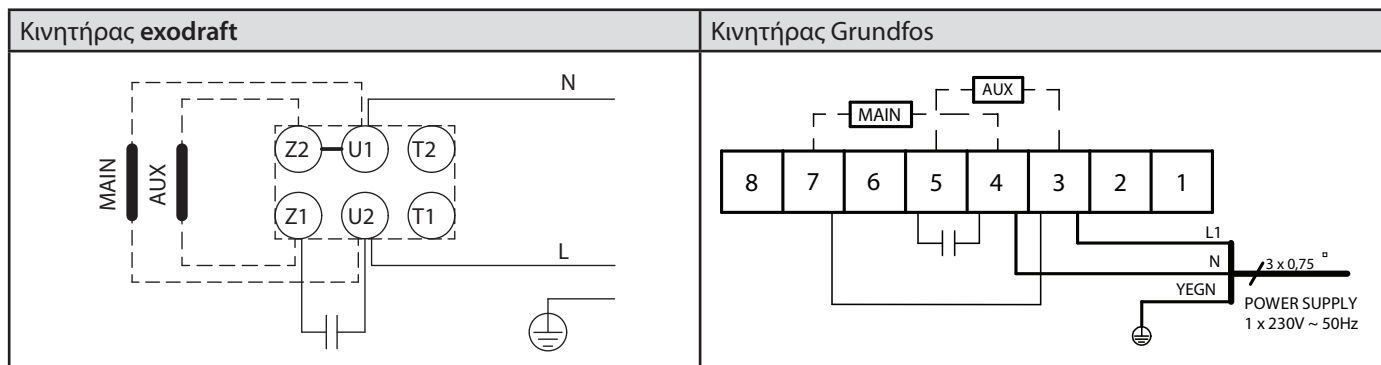 Κινητήρας exodraft
N
Z2
U1
T2
MAIN
AUX
Z1
U2
T1
L
Κινητήρας Grundfos
AUX
MAIN
8 7 6 5 4 3 2 1
L1
N
3 x 0,75 ¤
YEGN
POWER SUPPLY
1 x 230V ~ 50Hz